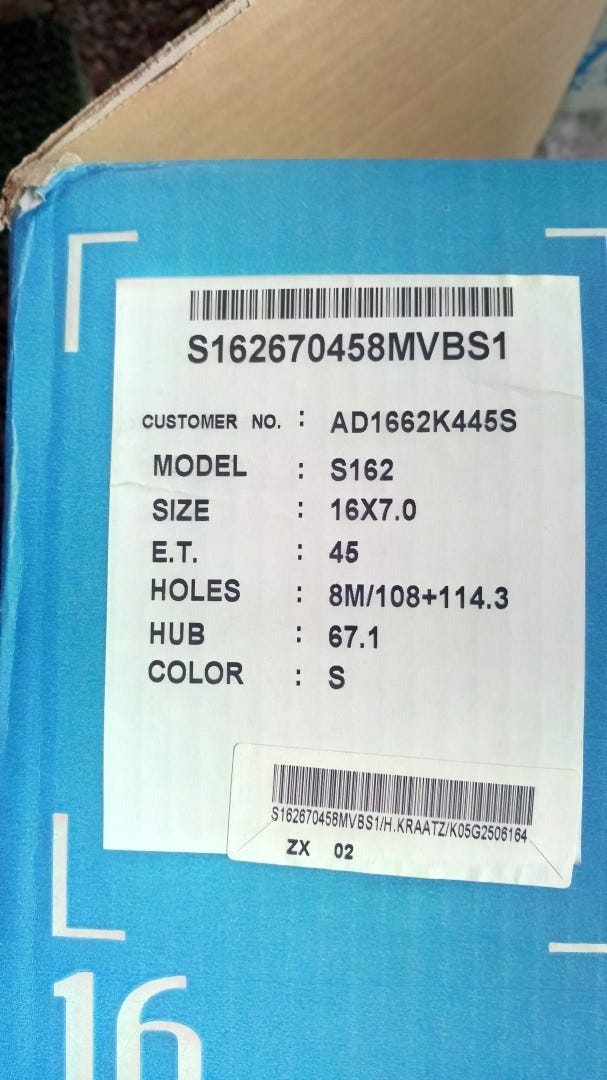 S162670458MVBS1
CUSTOMER NO. : AD1662K445S
MODEL : S162
SIZE : 16X7.0
E.T. : 45
HOLES : 8M/108+114.3
HUB : 67.1
COLOR : S
S162670458MVBS1/H.KRAATZ/K05G2506164
ZX 02
16